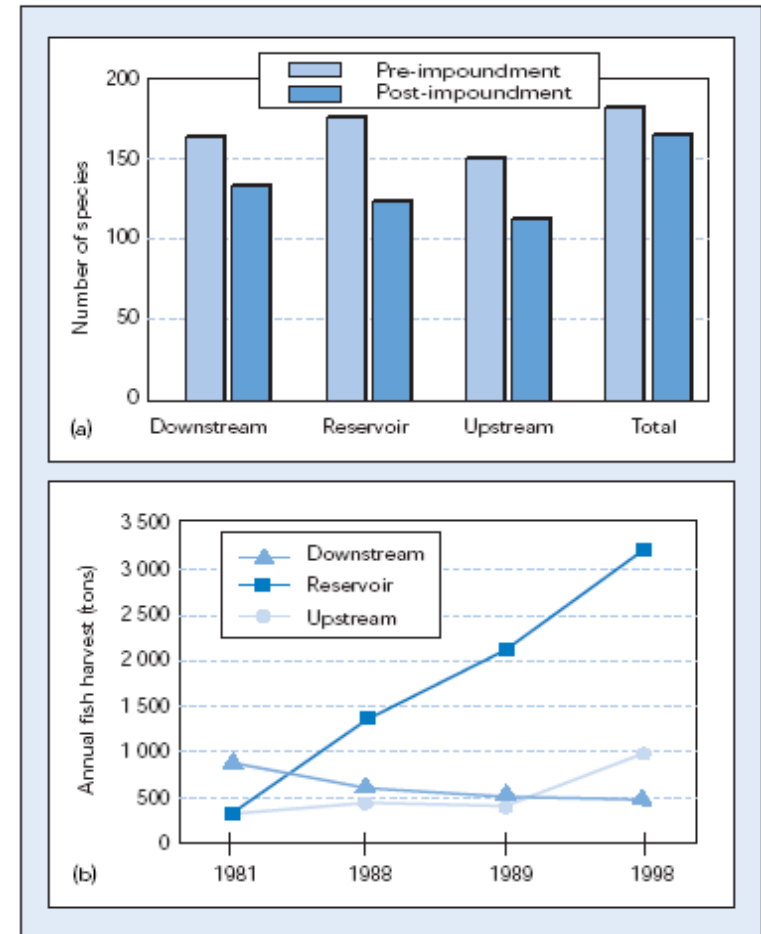 200
150
100
50
0
Number of species
Pre-impoundment
Post-impoundment
(a)
Downstream Reservoir Upstream Total
3 500
3 000
2 500
2 000
1 500
1 000
500
0
Annual fish harvest (tons)
Downstream
Reservoir
Upstream
(b)
1981 1988 1989 1998